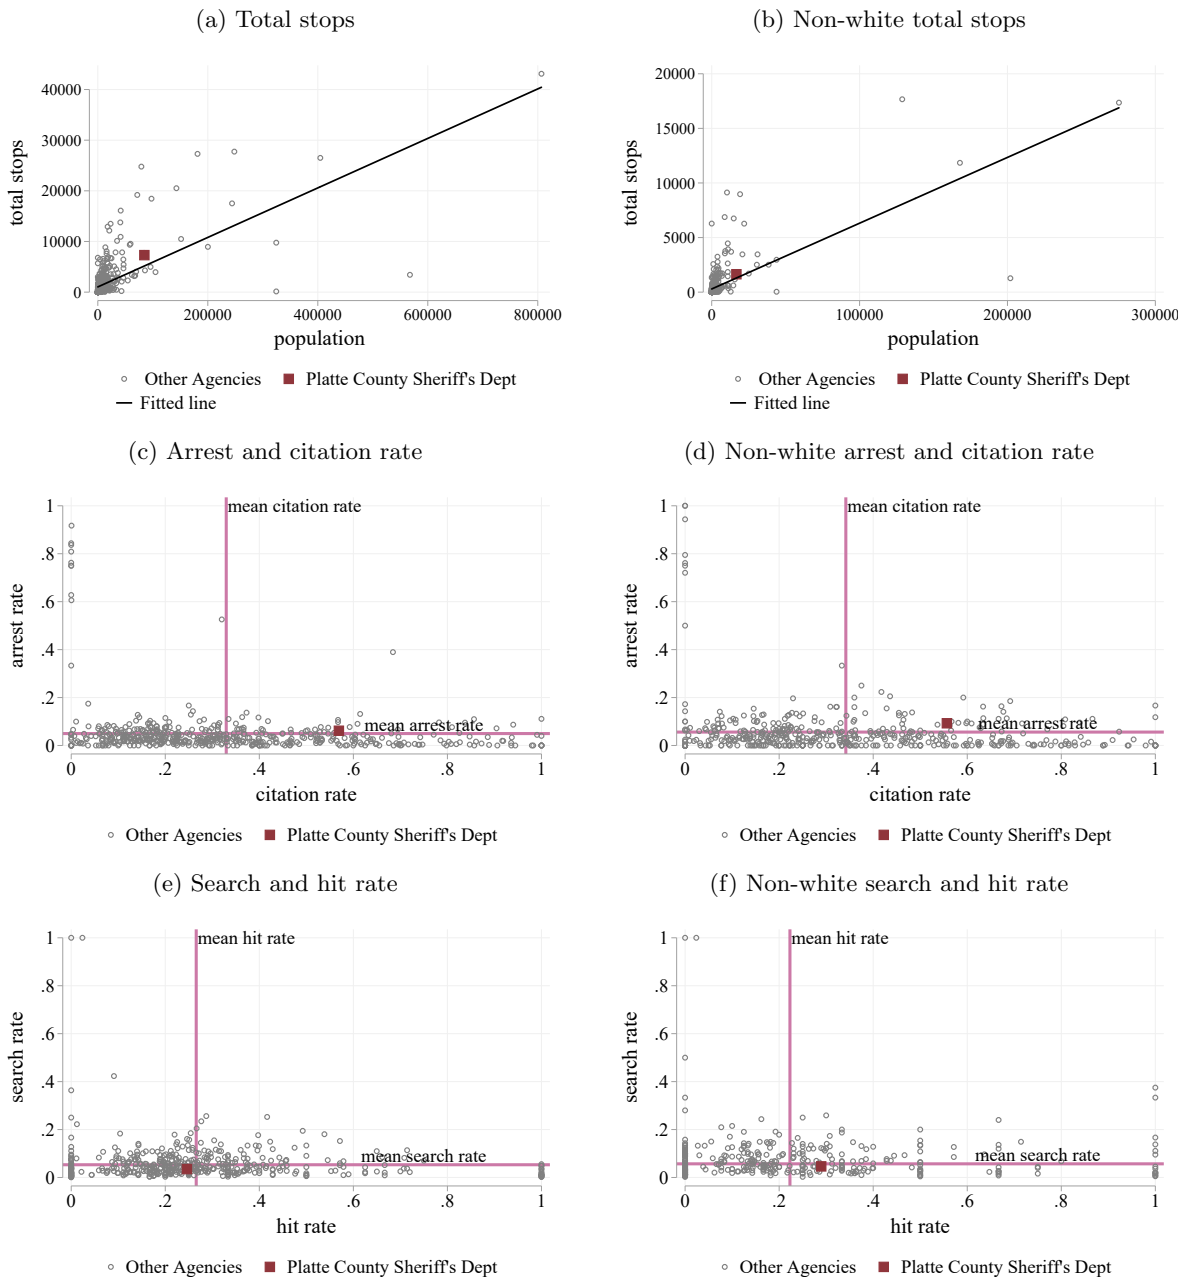 (a) Total stops
total stops
40000
30000
20000
10000
0
0 200000 400000 600000 800000
population
Other Agencies Platte County Sheriff's Dept
Fitted line
(b) Non-white total stops
total stops
20000
15000
10000
5000
0
0 100000 200000 300000
population
Other Agencies Platte County Sheriff's Dept
Fitted line
(c) Arrest and citation rate
mean citation rate
arrest rate
1
.8
.6
.4
.2
0
mean arrest rate
0 .2 .4 .6 .8 1
citation rate
Other Agencies Platte County Sheriff's Dept
(d) Non-white arrest and citation rate
mean citation rate
arrest rate
1
.8
.6
.4
.2
0
mean arrest rate
0 .2 .4 .6 .8 1
citation rate
Other Agencies Platte County Sheriff's Dept
(e) Search and hit rate
mean hit rate
search rate
1
.8
.6
.4
.2
0
mean search rate
0 .2 .4 .6 .8 1
hit rate
Other Agencies Platte County Sheriff's Dept
(f) Non-white search and hit rate
mean hit rate
search rate
1
.8
.6
.4
.2
0
mean search rate
0 .2 .4 .6 .8 1
hit rate
Other Agencies Platte County Sheriff's Dept